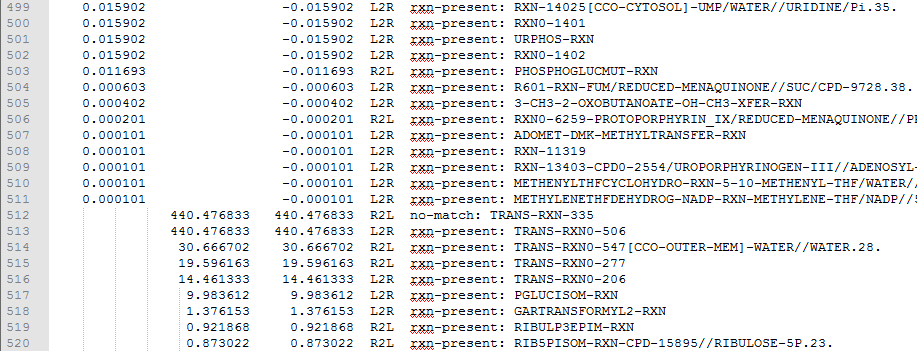 499 0.015902 -0.015902 L2R rxn-present: RXN-14025[CCO-CYTOSOL]-UMP/WATER//URIDINE/Pi.35.
500 0.015902 -0.015902 L2R rxn-present: RXN0-1401
501 0.015902 -0.015902 L2R rxn-present: URPHOS-RXN
502 0.015902 -0.015902 L2R rxn-present: RXN0-1402
503 0.011693 -0.011693 R2L rxn-present: PHOSPHOGLUCMUT-RXN
504 0.000603 -0.000603 L2R rxn-present: R601-RXN-FUM/REDUCED-MENAQUINONE//SUC/CPD-9728.38.
505 0.000402 -0.000402 L2R rxn-present: 3-CH3-2-OXOBUTANOATE-OH-CH3-XFER-RXN
506 0.000201 -0.000201 R2L rxn-present: RXN0-6259-PROTOPORPHYRIN_IX/REDUCED-MENAQUINONE//PE
507 0.000101 -0.000101 L2R rxn-present: ADOMET-DMK-METHYLTRANSFER-RXN
508 0.000101 -0.000101 L2R rxn-present: RXN-11319
509 0.000101 -0.000101 L2R rxn-present: RXN-13403-CPD0-2554/UROPORPHYRINOGEN-III//ADENOSYL-
510 0.000101 -0.000101 L2R rxn-present: METHENYLTHFCYCLOHYDRO-RXN-5-10-METHENYL-THF/WATER//
511 0.000101 -0.000101 L2R rxn-present: METHYLENETHFDEHYDROG-NADP-RXN-METHYLENE-THF/NADP//5
512 440.476833 440.476833 R2L no-match: TRANS-RXN-335
513 440.476833 440.476833 L2R rxn-present: TRANS-RXN0-506
514 30.666702 30.666702 R2L rxn-present: TRANS-RXN0-547[CCO-OUTER-MEM]-WATER//WATER.28.
515 19.596163 19.596163 R2L rxn-present: TRANS-RXN0-277
516 14.461333 14.461333 L2R rxn-present: TRANS-RXN0-206
517 9.983612 9.983612 L2R rxn-present: PGLUCISOM-RXN
518 1.376153 1.376153 L2R rxn-present: GARTRANSFORMYL2-RXN
519 0.921868 0.921868 R2L rxn-present: RIBULP3EPIM-RXN
520 0.873022 0.873022 R2L rxn-present: RIB5PISOM-RXN-CPD-15895//RIBULOSE-5P.23.